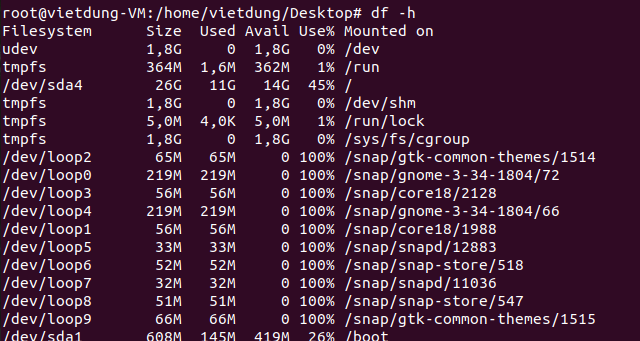 root@vietdung-VM:/home/vietdung/Desktop# df -h
Filesystem      Size  Used Avail Use% Mounted on
udev            1,8G     0  1,8G   0% /dev
tmpfs           364M  1,6M  362M   1% /run
/dev/sda4        26G   11G   14G  45% /
tmpfs           1,8G     0  1,8G   0% /dev/shm
tmpfs           5,0M  4,0K  5,0M   1% /run/lock
tmpfs           1,8G     0  1,8G   0% /sys/fs/cgroup
/dev/loop2       65M   65M     0 100% /snap/gtk-common-themes/1514
/dev/loop0      219M  219M     0 100% /snap/gnome-3-34-1804/72
/dev/loop3       56M   56M     0 100% /snap/core18/2128
/dev/loop4      219M  219M     0 100% /snap/gnome-3-34-1804/66
/dev/loop1       56M   56M     0 100% /snap/core18/1988
/dev/loop5       33M   33M     0 100% /snap/snapd/12883
/dev/loop6       52M   52M     0 100% /snap/snap-store/518
/dev/loop7       32M   32M     0 100% /snap/snapd/11036
/dev/loop8       51M   51M     0 100% /snap/snap-store/547
/dev/loop9       66M   66M     0 100% /snap/gtk-common-themes/1515
/dev/sda1       608M  145M  419M  26% /boot